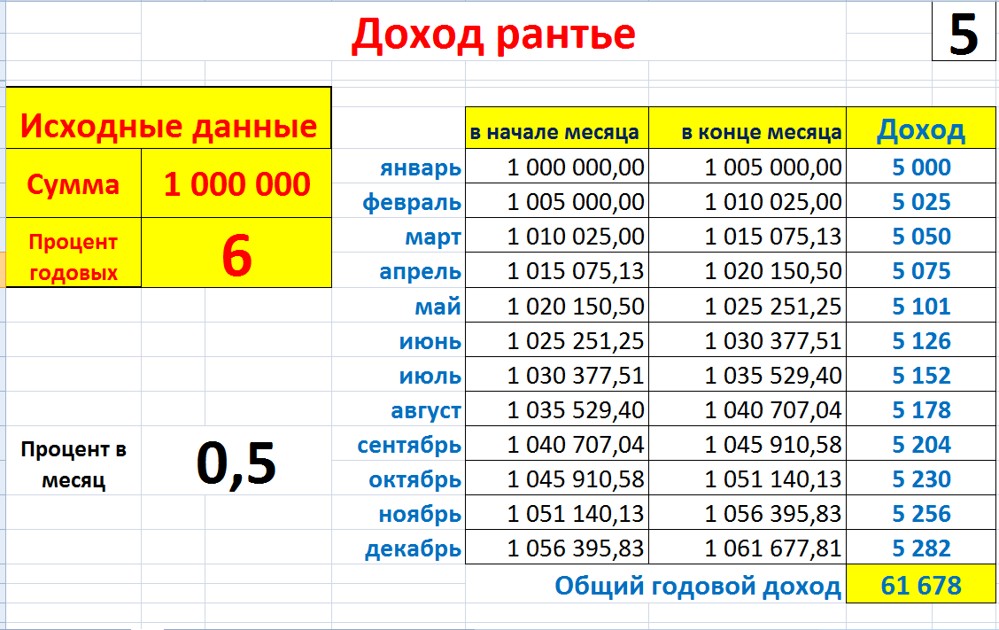 Доход рантье
5
Исходные данные
Сумма 1 000 000
Процент
годовых
6
Процент в
месяц
0,5
в начале месяца в конце месяца Доход
январь 1 000 000,00 1 005 000,00 5 000
февраль 1 005 000,00 1 010 025,00 5 025
март 1 010 025,00 1 015 075,13 5 050
апрель 1 015 075,13 1 020 150,50 5 075
май 1 020 150,50 1 025 251,25 5 101
июнь 1 025 251,25 1 030 377,51 5 126
июль 1 030 377,51 1 035 529,40 5 152
август 1 035 529,40 1 040 707,04 5 178
сентябрь 1 040 707,04 1 045 910,58 5 204
октябрь 1 045 910,58 1 051 140,13 5 230
ноябрь 1 051 140,13 1 056 395,83 5 256
декабрь 1 056 395,83 1 061 677,81 5 282
Общий годовой доход 61 678